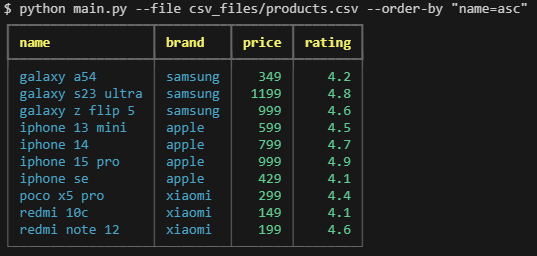 $ python main.py --file csv_files/products.csv --order-by "name=asc"
name brand price rating
galaxy a54 samsung 349 4.2
galaxy s23 ultra samsung 1199 4.8
galaxy z flip 5 samsung 999 4.6
iphone 13 mini apple 599 4.5
iphone 14 apple 799 4.7
iphone 15 pro apple 999 4.9
iphone se apple 429 4.1
poco x5 pro xiaomi 299 4.4
redmi 10c xiaomi 149 4.1
redmi note 12 xiaomi 199 4.6